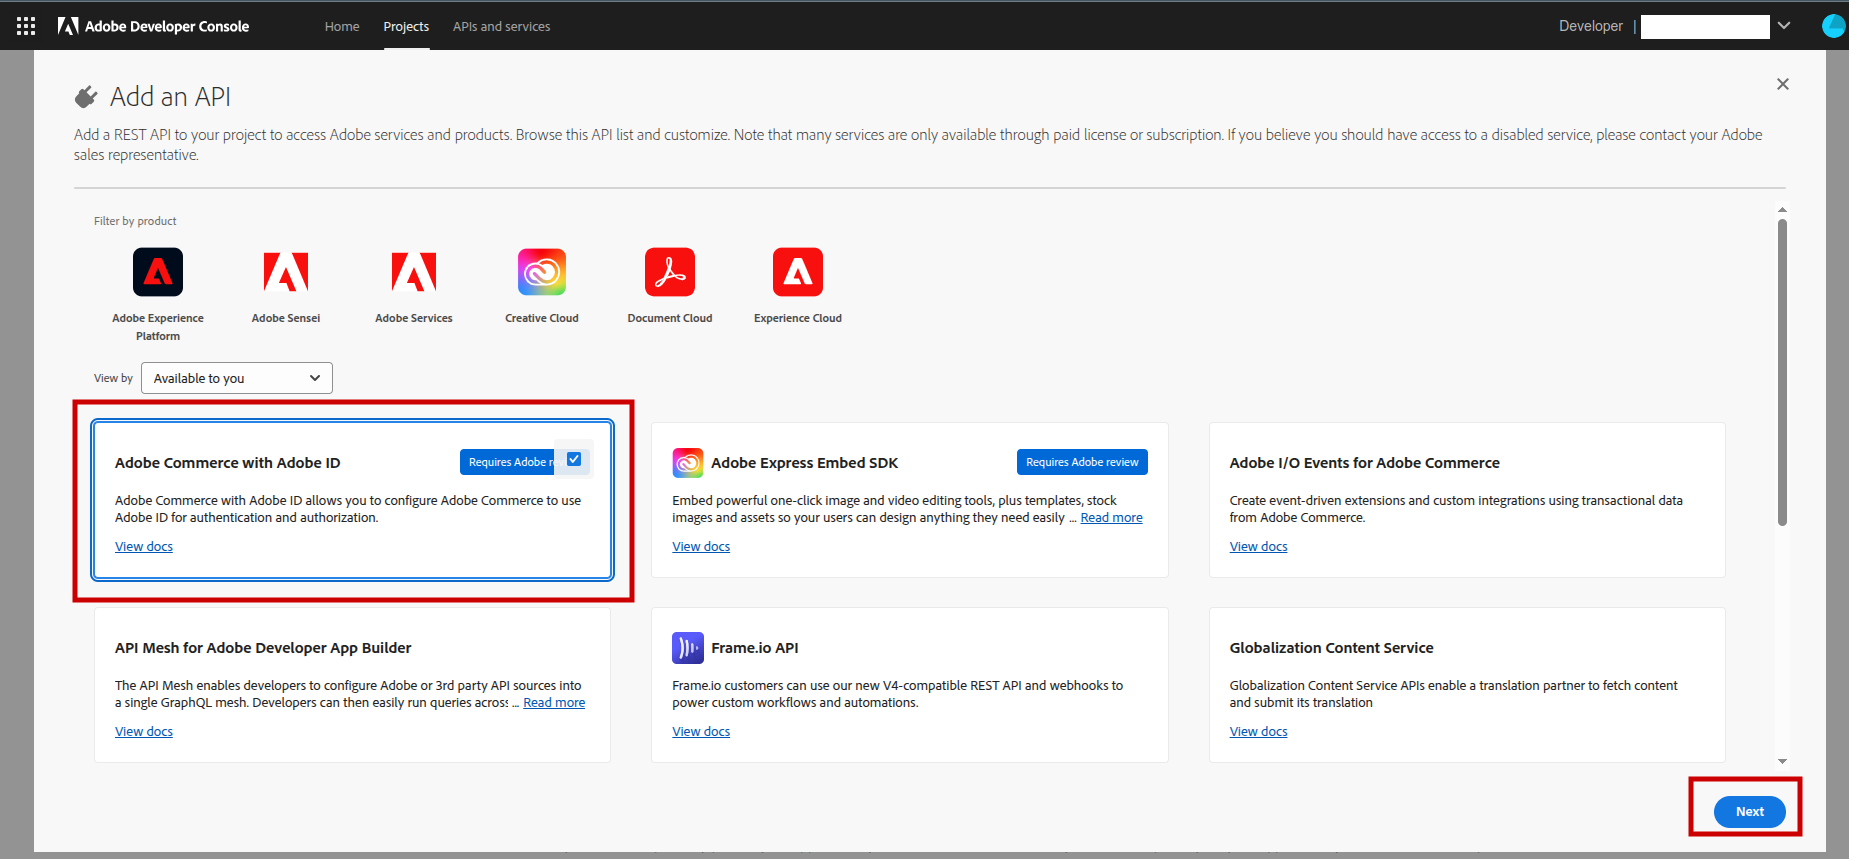 Adobe Developer Console
Home
Projects
APIs and services
Developer |
Add an API
Add a REST API to your project to access Adobe services and products. Browse this API list and customize. Note that many services are only available through paid license or subscription. If you believe you should have access to a disabled service, please contact your Adobe
sales representative.
Filter by product
Adobe Experience
Platform
Adobe Sensei
Adobe Services
Creative Cloud
Document Cloud
Experience Cloud
View by
Available to you
Adobe Commerce with Adobe ID
Requires Adobe re
Adobe Commerce with Adobe ID allows you to configure Adobe Commerce to use
Adobe ID for authentication and authorization.
View docs
Adobe Express Embed SDK
Requires Adobe review
Embed powerful one-click image and video editing tools, plus templates, stock
images and assets so your users can design anything they need easily ... Read more
View docs
Adobe I/O Events for Adobe Commerce
Create event-driven extensions and custom integrations using transactional data
from Adobe Commerce.
View docs
API Mesh for Adobe Developer App Builder
The API Mesh enables developers to configure Adobe or 3rd party API sources into
a single GraphQL mesh. Developers can then easily run queries across ... Read more
View docs
Frame.io API
Frame.io customers can use our new V4-compatible REST API and webhooks to
power custom workflows and automations.
View docs
Globalization Content Service
Globalization Content Service APIs enable a translation partner to fetch content
and submit its translation
View docs
Next